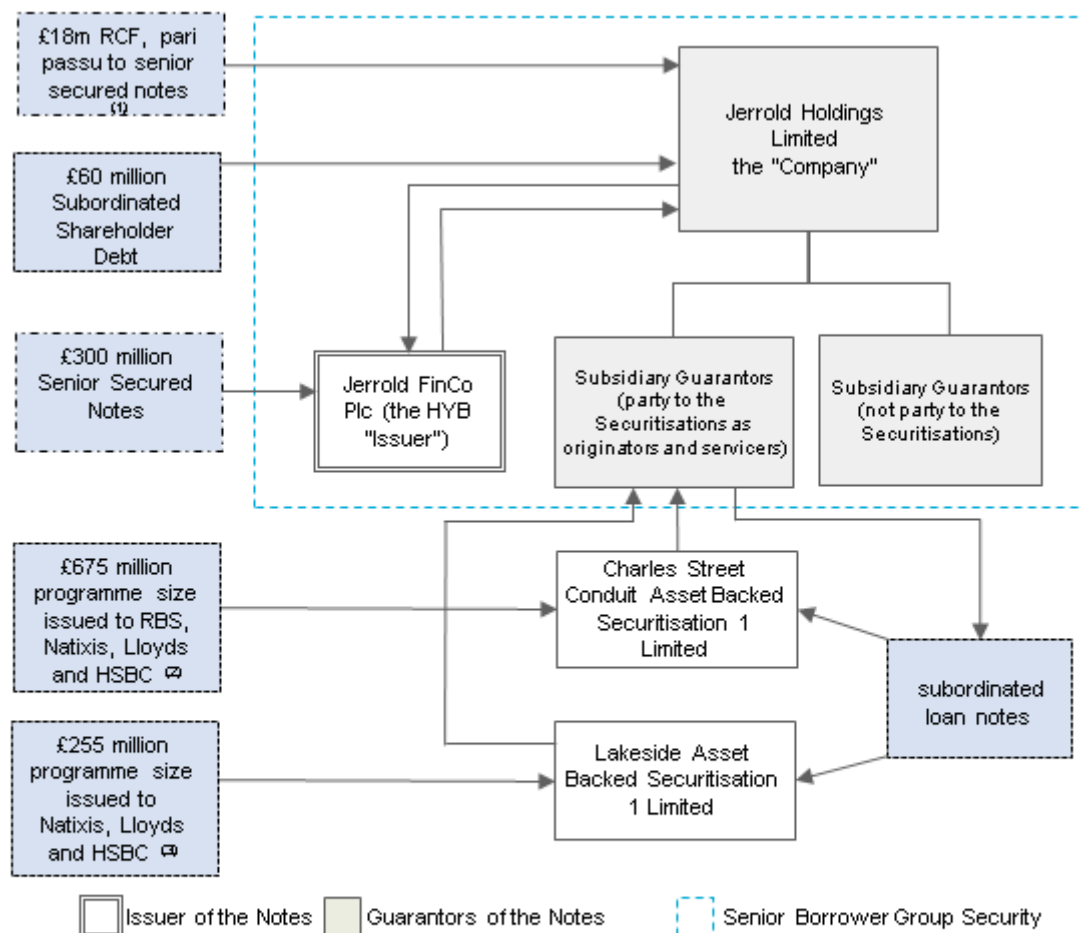 £18m RCF, pari
passu to senior
secured notes
(1)
Jerrold Holdings
Limited
the "Company"
£60 million
Subordinated
Shareholder
Debt
£300 million
Senior Secured
Notes
Jerrold FinCo
Plc (the HYB
"Issuer")
Subsidiary Guarantors
(party to the
Securitisations as
originators and servicers)
Subsidiary Guarantors
(not party to the
Securitisations)
£675 million
programme size
issued to RBS,
Natixis, Lloyds
and HSBC (2)
Charles Street
Conduit Asset Backed
Securitisation 1
Limited
subordinated
loan notes
£255 million
programme size
issued to
Natixis, Lloyds
and HSBC
Lakeside Asset
Backed Securitisation
1 Limited
Issuer of the Notes
Guarantors of the Notes
Senior Borrower Group Security